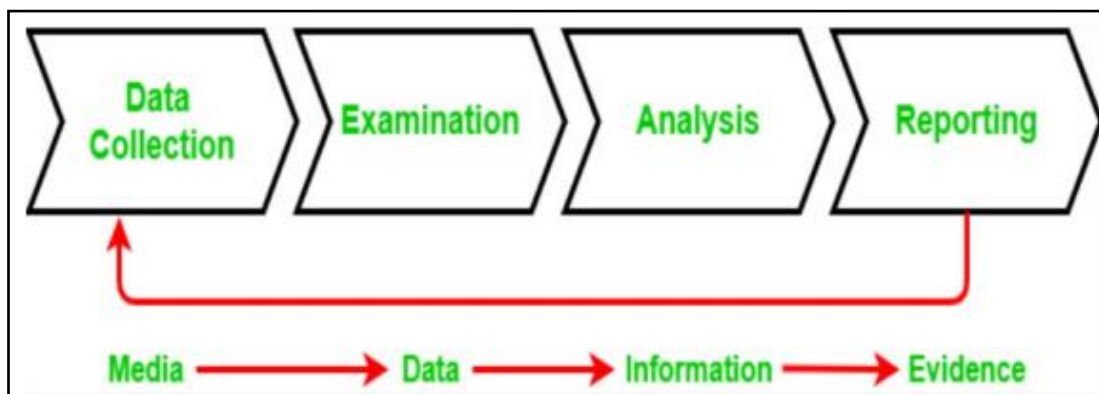 Data
Collection
Examination
Analysis
Reporting
Media
Data
Information
Evidence